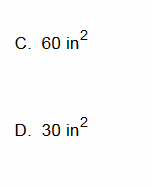 C. 60 in²
D. 30 in²